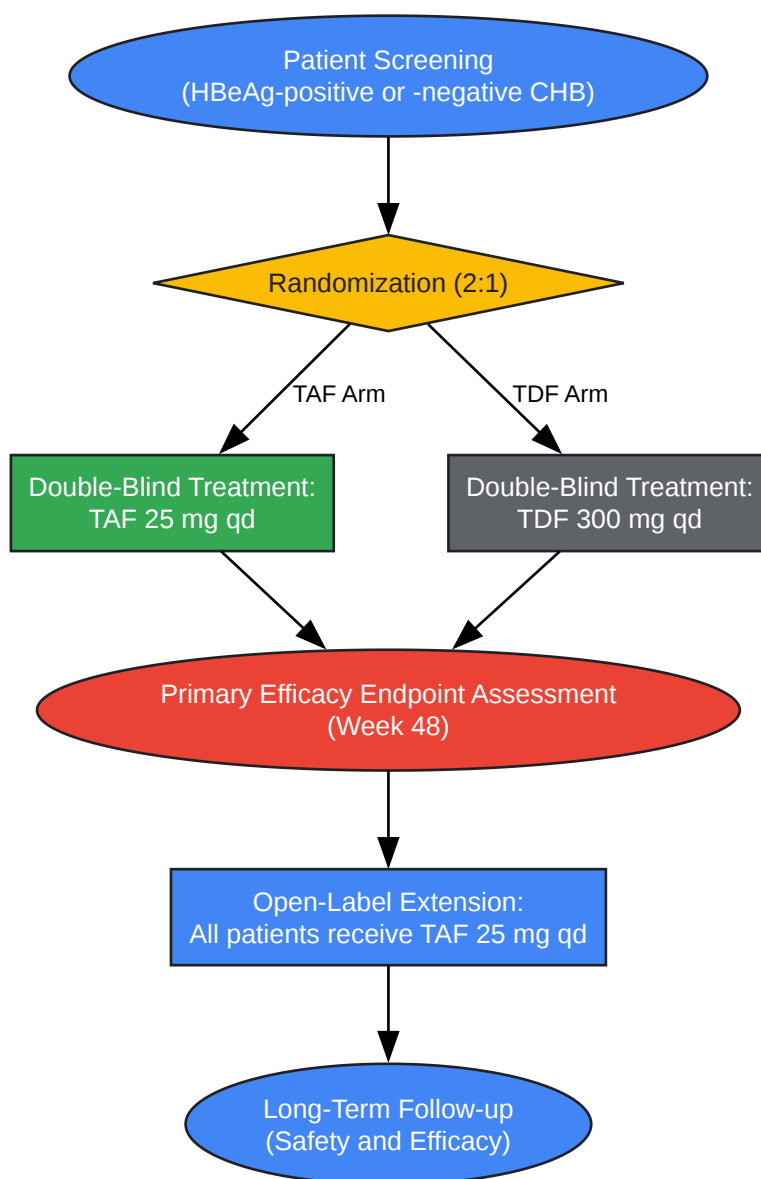 Patient Screening
(HBeAg-positive or -negative CHB)
Randomization (2:1)
TAF Arm
TDF Arm
Double-Blind Treatment:
TAF 25 mg qd
Double-Blind Treatment:
TDF 300 mg qd
Primary Efficacy Endpoint Assessment
(Week 48)
Open-Label Extension:
All patients receive TAF 25 mg qd
Long-Term Follow-up
(Safety and Efficacy)